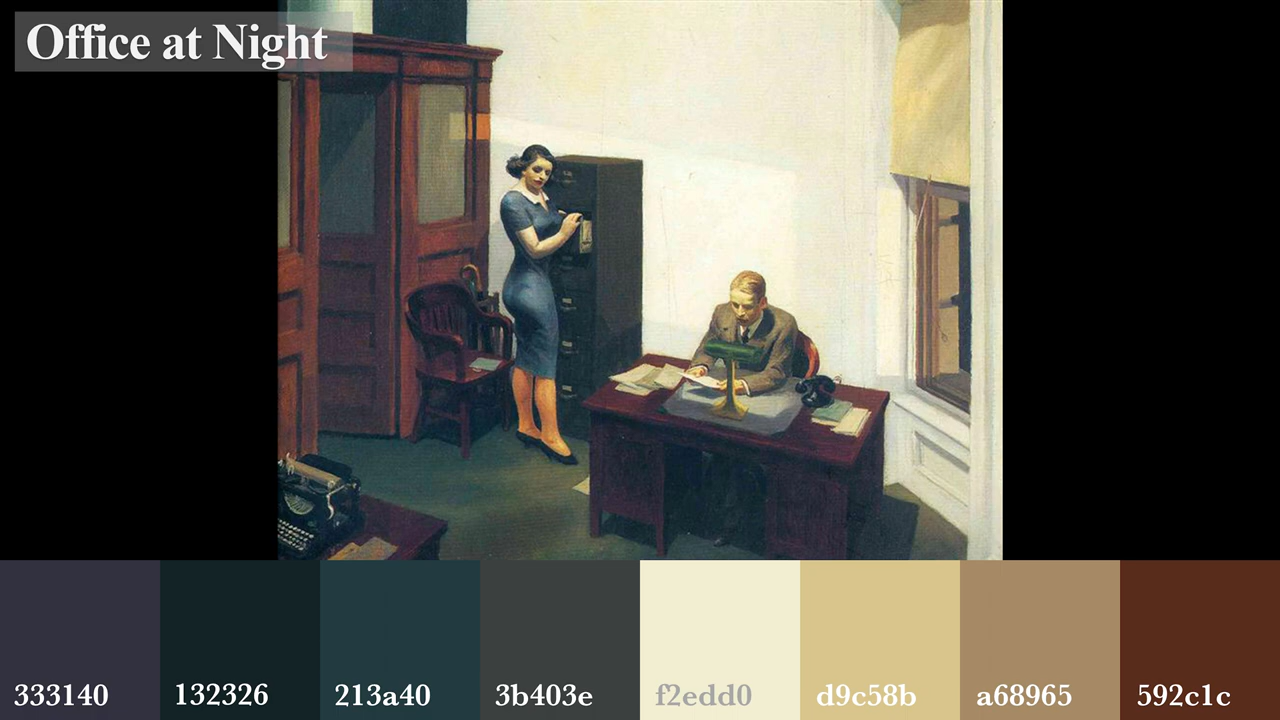 Office at Night
333140
132326
213a40
3b403e
f2edd0
d9c58b
a68965
592c1c